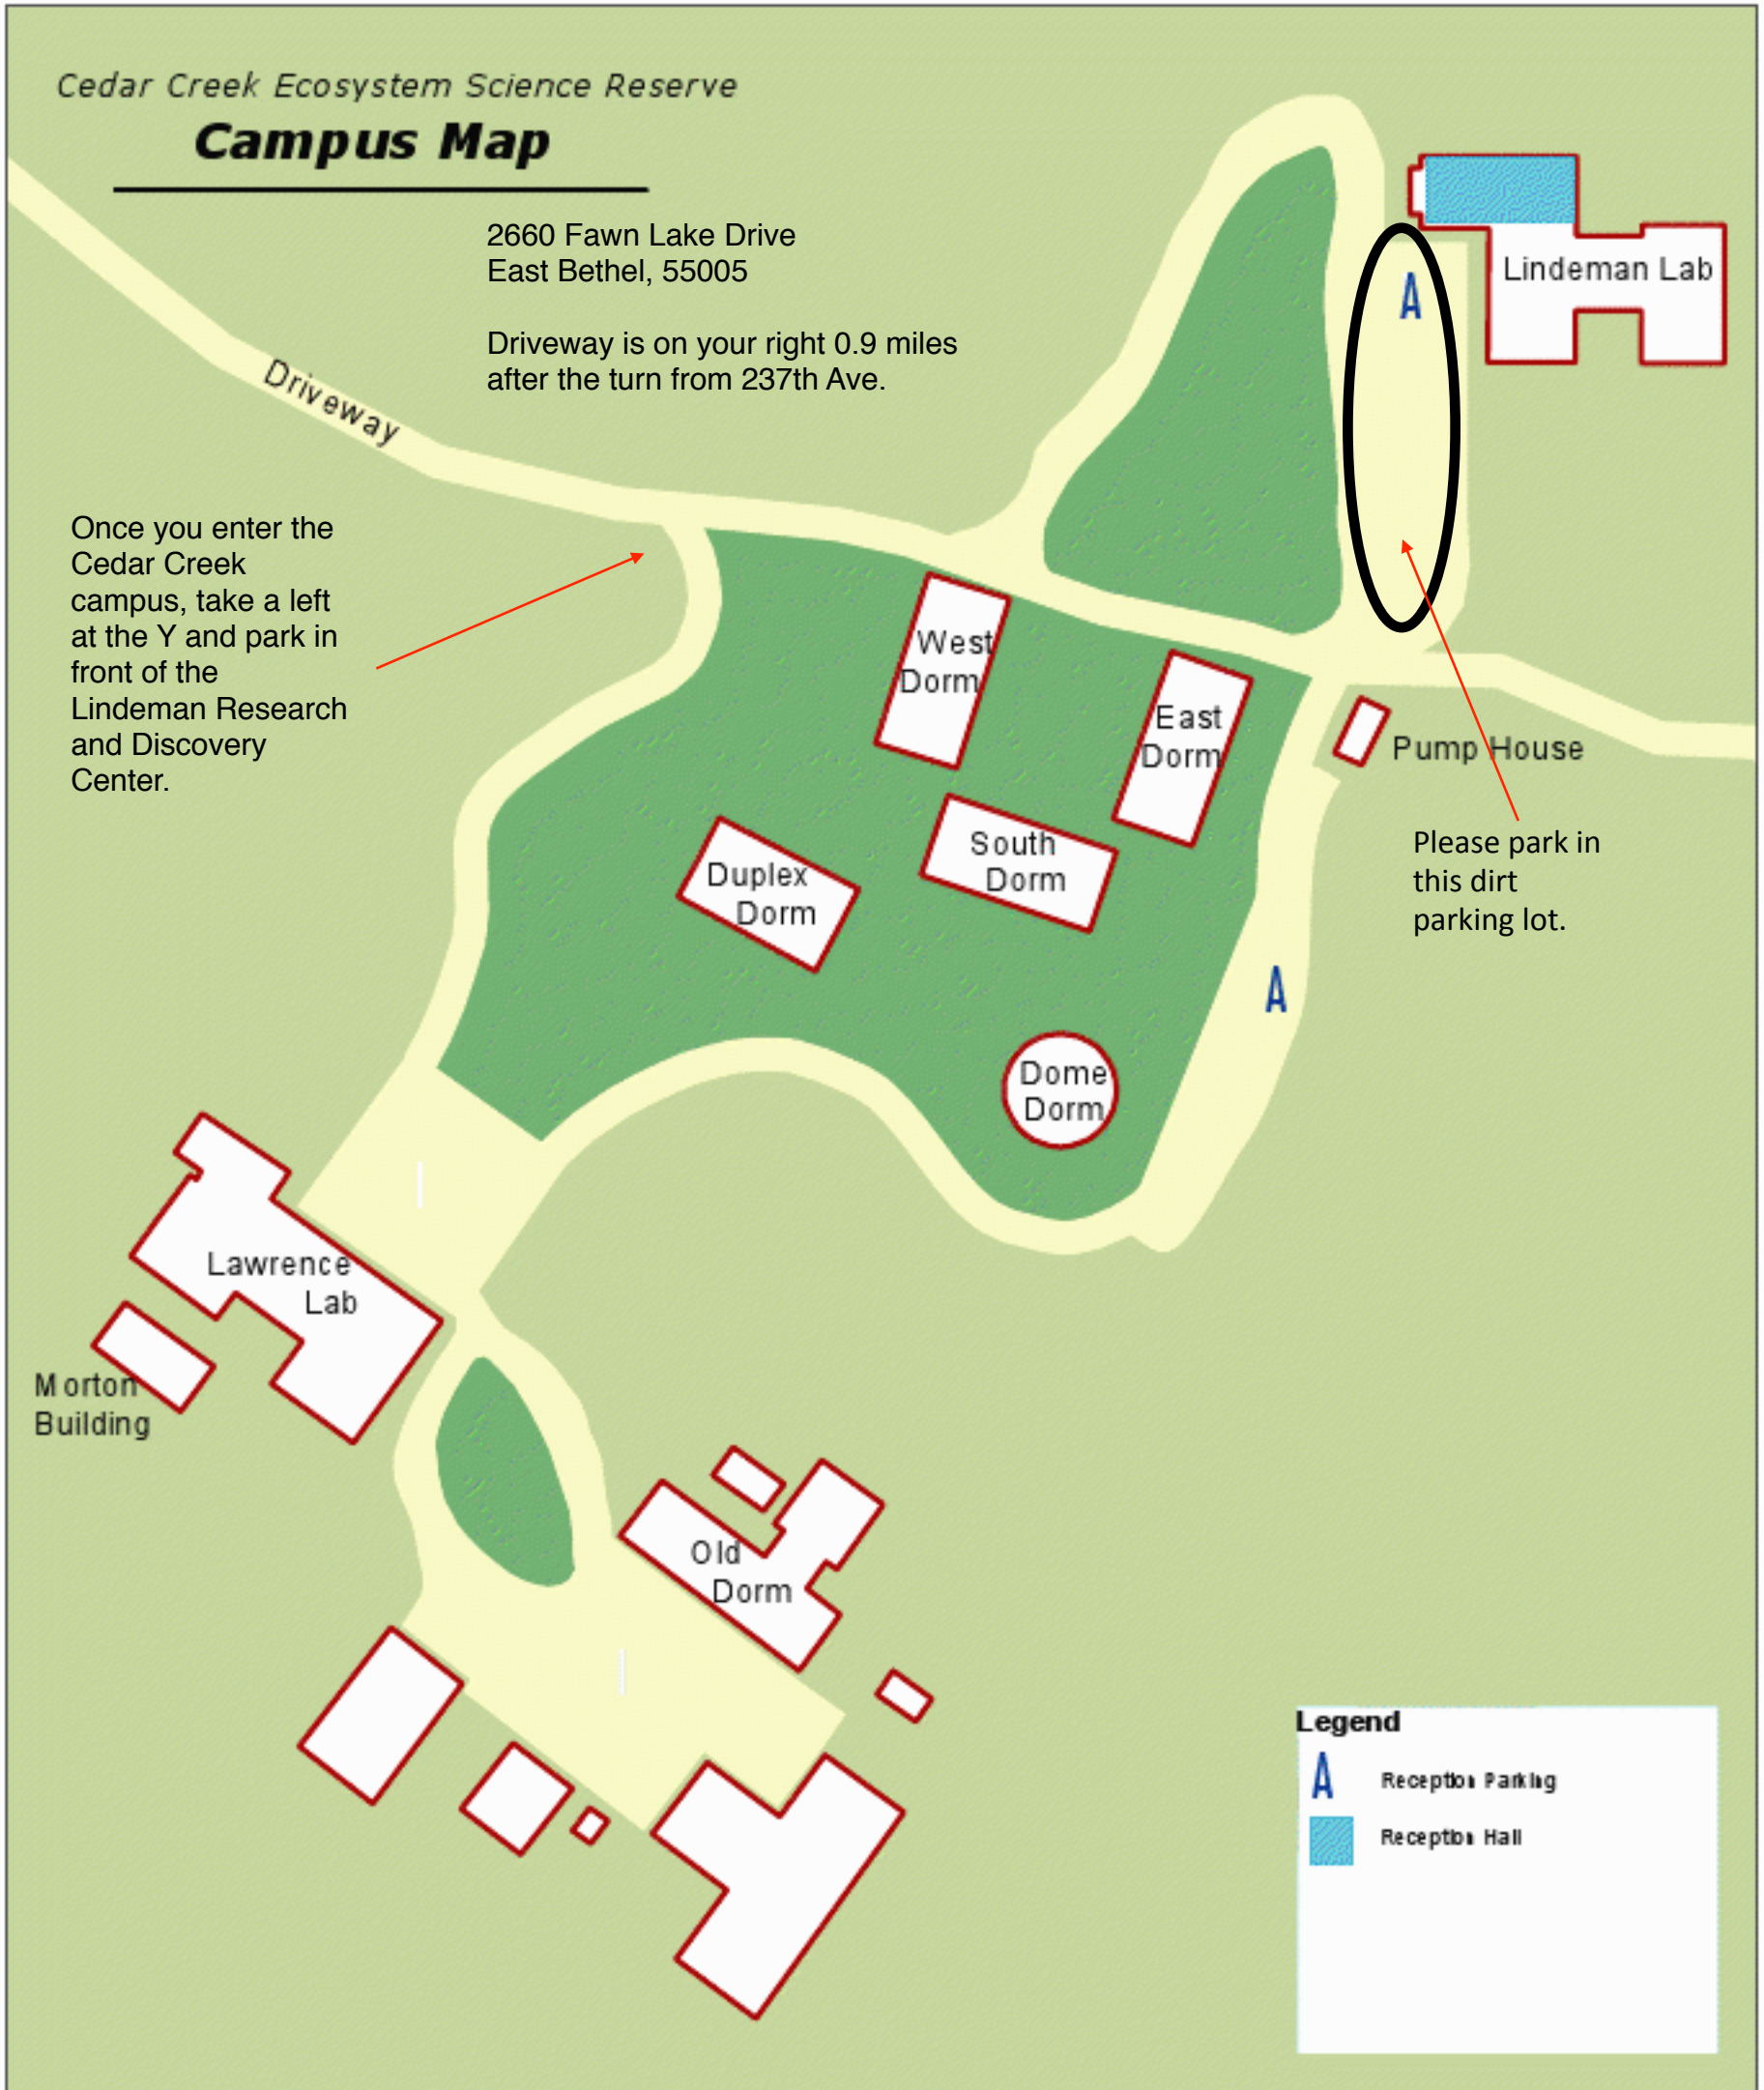 Cedar Creek Ecosystem Science Reserve
Campus Map
2660 Fawn Lake Drive
East Bethel, 55005
Driveway is on your right 0.9 miles
after the turn from 237th Ave.
Driveway
Lindeman Lab
A
Once you enter the
Cedar Creek
campus, take a left
at the Y and park in
front of the
Lindeman Research
and Discovery
Center.
West
Dorm
East
Dorm
Pump House
South
Dorm
Duplex
Dorm
Please park in
this dirt
parking lot.
A
Dome
Dorm
Lawrence
Lab
Morton
Building
Old
Dorm
Legend
A Reception Parking
Reception Hall